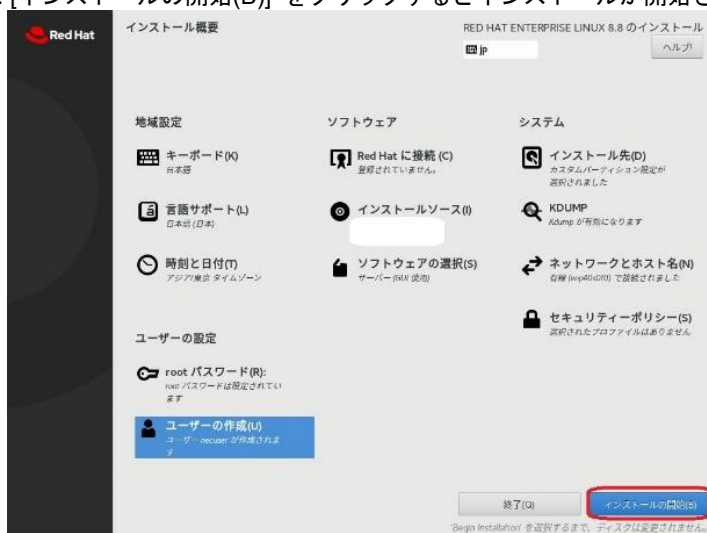 [インストールの開始(B)] をクリックするとインストールが開始さ
Red Hat
インストール概要
RED HAT ENTERPRISE LINUX 8.8 のインストール
jp
ヘルプ!
地域設定
キーボード(K)
日本語
言語サポート(L)
日本語 (日本)
時刻と日付(T)
アジア/東京 タイムゾーン
ソフトウェア
Red Hat に接続 (C)
登録されていません。
インストールソース(I)
ソフトウェアの選択(S)
サーバー (GUI 使用)
システム
インストール先(D)
カスタムパーティション設定が
選択されました
KDUMP
Kdump が有効になります
ネットワークとホスト名(N)
有線 で接続されました
セキュリティーポリシー(S)
選択されたプロファイルはありません
ユーザーの設定
root パスワード(R):
root パスワードは設定されてい
ます
ユーザーの作成(U)
ユーザー necuser が作成されま
す
終了(Q)
インストールの開始(B)
'Begin Installation' を選択するまで、ディスクは変更されません。